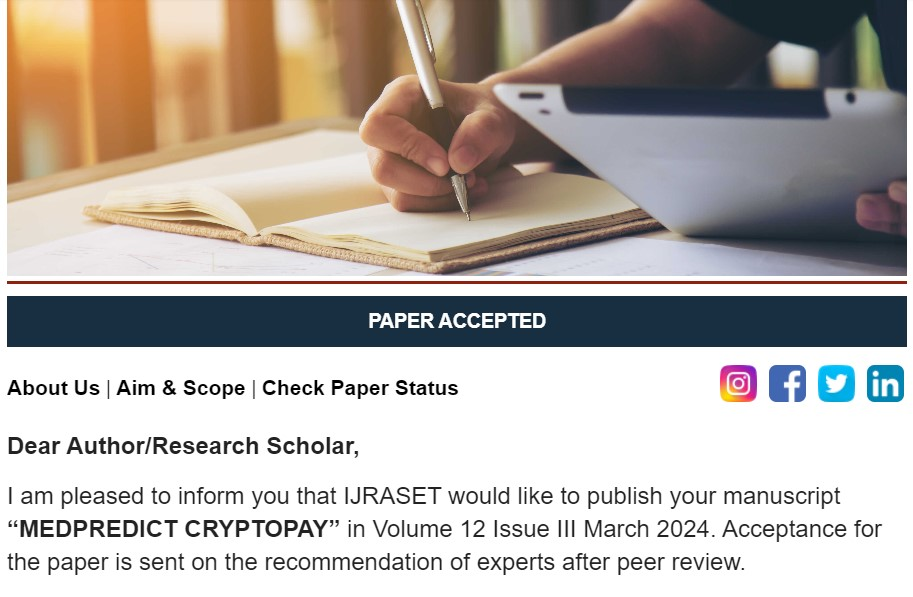 PAPER ACCEPTED
About Us | Aim & Scope | Check Paper Status
Dear Author/Research Scholar,
I am pleased to inform you that IJRASET would like to publish your manuscript
“MEDPREDICT CRYPTOPAY” in Volume 12 Issue III March 2024. Acceptance for
the paper is sent on the recommendation of experts after peer review.